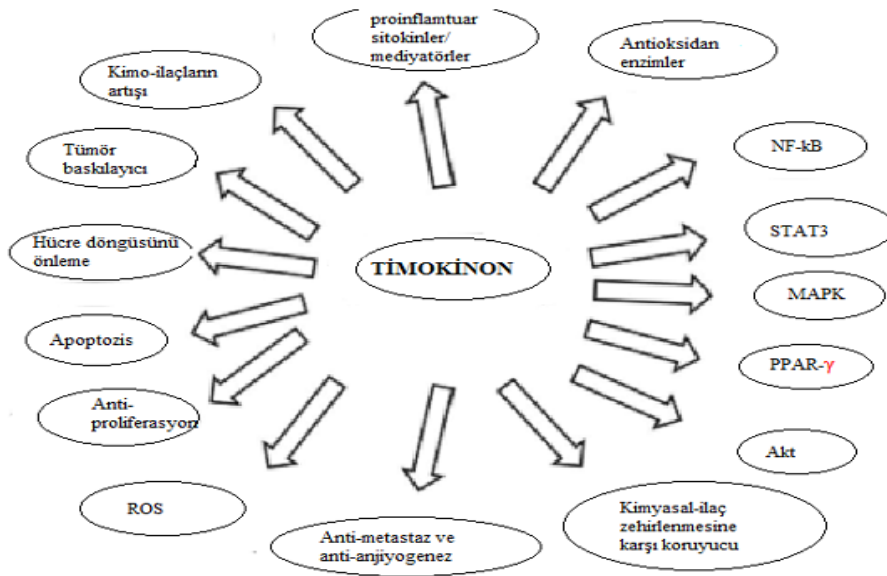 proinflamtuar
sitokinler/
mediyatörler
Antioksidan
enzimler
Kimo-ilaçların
artışı
NF-kB
Tümör
baskılayıcı
STAT3
Hücre döngüsünü
önleme
TİMOKİNON
MAPK
Apoptozis
PPAR-γ
Anti-
proliferasyon
Akt
ROS
Kimyasal-ilaç
zehirlenmesine
karşı koruyucu
Anti-metastaz ve
anti-anjiyogenez